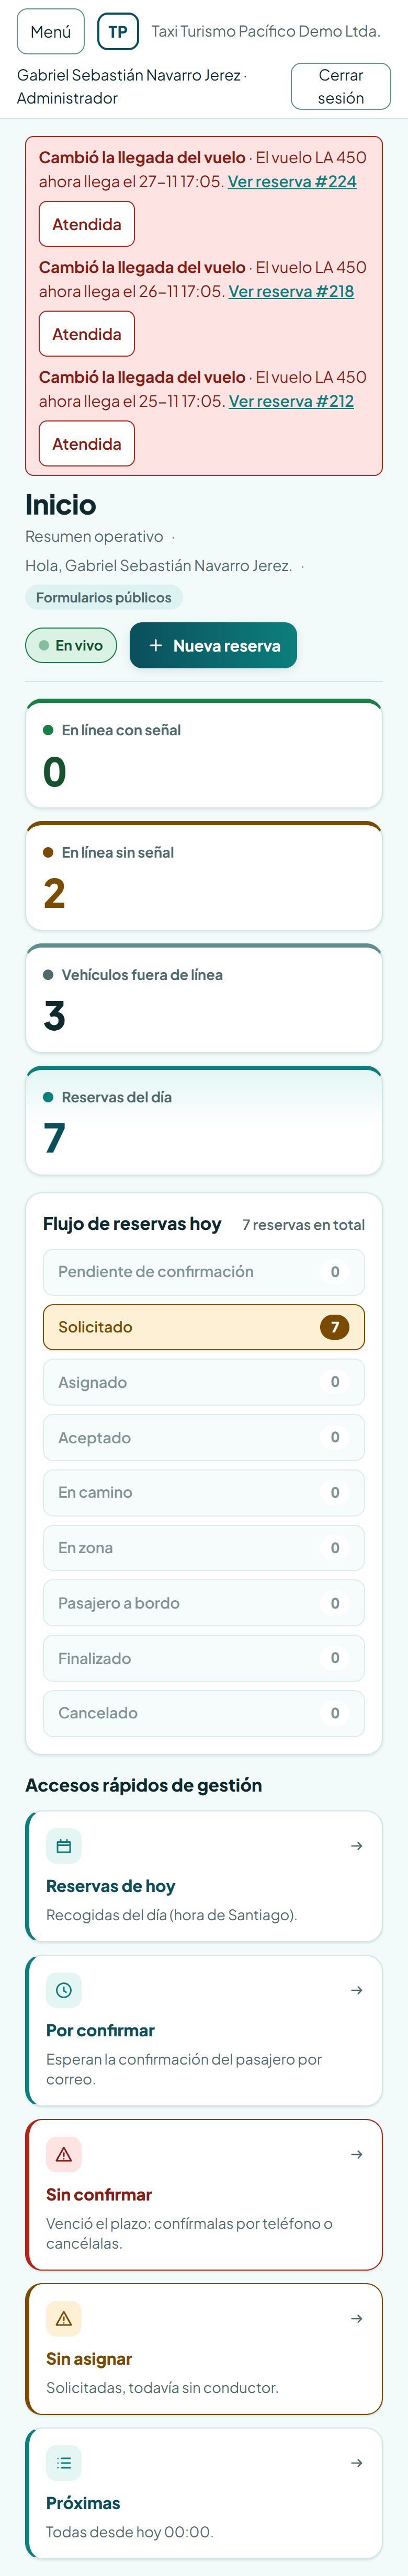 Menú
TP
Taxi Turismo Pacífico Demo Ltda.
Gabriel Sebastián Navarro Jerez ·
Administrador
Cerrar
sesión
Cambió la llegada del vuelo · El vuelo LA 450
ahora llega el 27–11 17:05. Ver reserva #224
Atendida
Cambió la llegada del vuelo · El vuelo LA 450
ahora llega el 26–11 17:05. Ver reserva #218
Atendida
Cambió la llegada del vuelo · El vuelo LA 450
ahora llega el 25–11 17:05. Ver reserva #212
Atendida
Inicio
Resumen operativo ·
Hola, Gabriel Sebastián Navarro Jerez. ·
Formularios públicos
En vivo
+ Nueva reserva
En línea con señal
0
En línea sin señal
2
Vehículos fuera de línea
3
Reservas del día
7
Flujo de reservas hoy 7 reservas en total
Pendiente de confirmación 0
Solicitado 7
Asignado 0
Aceptado 0
En camino 0
En zona 0
Pasajero a bordo 0
Finalizado 0
Cancelado 0
Accesos rápidos de gestión
Reservas de hoy
Recogidas del día (hora de Santiago).
Por confirmar
Esperan la confirmación del pasajero por
correo.
Sin confirmar
Venció el plazo: confírmalas por teléfono o
cancélalas.
Sin asignar
Solicitadas, todavía sin conductor.
Próximas
Todas desde hoy 00:00.